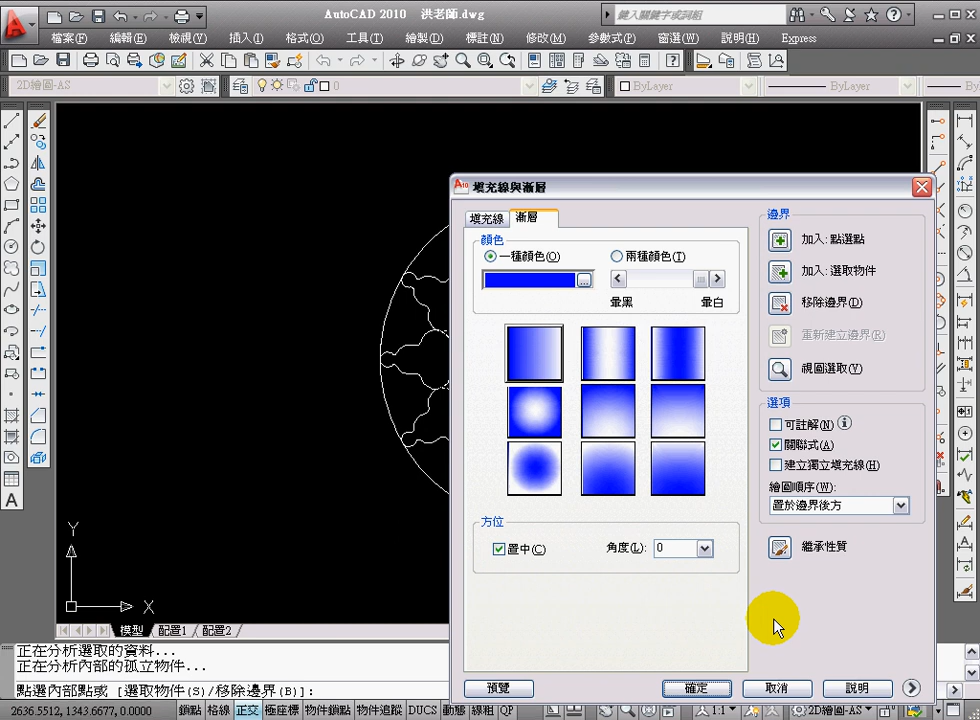 AutoCAD 2010 洪老師.dwg
鍵入關鍵字或詞組
檔案(F) 編輯(E) 檢視(V) 插入(I) 格式(O) 工具(T) 繪製(D) 標註(N) 修改(M) 參數式(P) 視窗(W) 說明(H) Express
2D繪圖-AS
0
ByLayer
ByLayer
填充線與漸層
填充線 漸層
顏色
一種顏色(O) 兩種顏色(T)
暈黑 暈白
方位
置中(C) 角度(L): 0
邊界
加入: 點選點
加入: 選取物件
移除邊界(D)
重新建立邊界(R)
視圖選取(V)
選項
可註解(N)
關聯式(A)
建立獨立填充線(H)
繪圖順序(W):
置於邊界後方
繼承性質
預覽 確定 取消 說明
Y
X
模型 配置1 配置2
正在分析選取的資料...
正在分析內部的孤立物件...
點選內部點或 [選取物件(S)/移除邊界(B)]:
2636.5512, 1343.6677, 0.0000 鎖點 格線 正交 極座標 物件鎖點 物件追蹤 DUCS 動態 線粗 QP 1:1 2D繪圖-AS